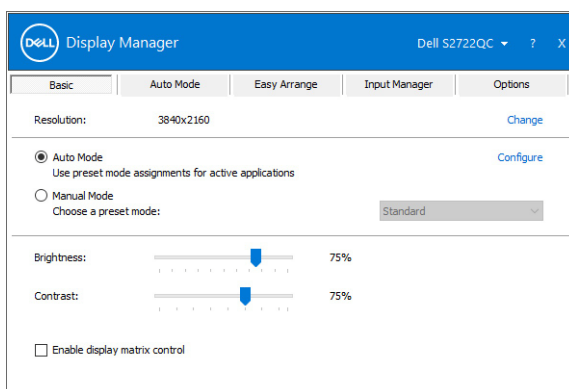 DELL Display Manager
Dell S2722QC ? X
Basic Auto Mode Easy Arrange Input Manager Options
Resolution: 3840x2160 Change
Auto Mode Configure
Use preset mode assignments for active applications
Manual Mode
Choose a preset mode: Standard
Brightness: 75%
Contrast: 75%
Enable display matrix control